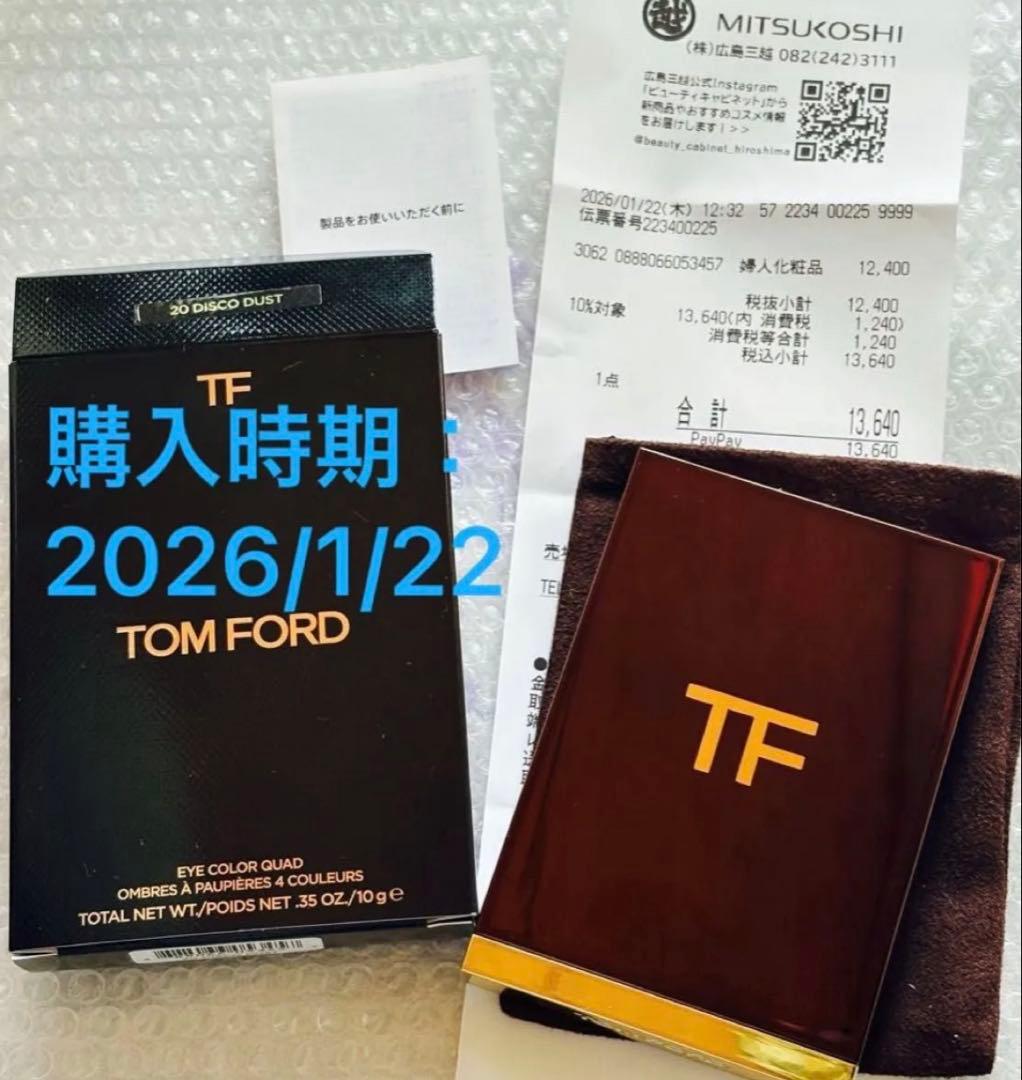 越 MITSUKOSHI
(株)広島三越 082(242)3111
広島三越公式Instagram
「ビューティキャビネット」から
新商品やおすすめコスメ情報
をお届けします！>>
@beauty_cabinet_hiroshima
2026/01/22(木) 12:32 57 2234 00225 9999
伝票番号223400225
3062 0888066053457 婦人化粧品 12,400
税抜小計 12,400
10%対象 13,640(内 消費税 1,240)
消費税等合計 1,240
税込小計 13,640
1点
合計 13,640
PayPay 13,640
製品をお使いいただく前に
20 DISCO DUST
TF
購入時期：
2026/1/22
TOM FORD
EYE COLOR QUAD
OMBRES À PAUPIÈRES 4 COULEURS
TOTAL NET WT./POIDS NET .35 OZ./10 g e
TF